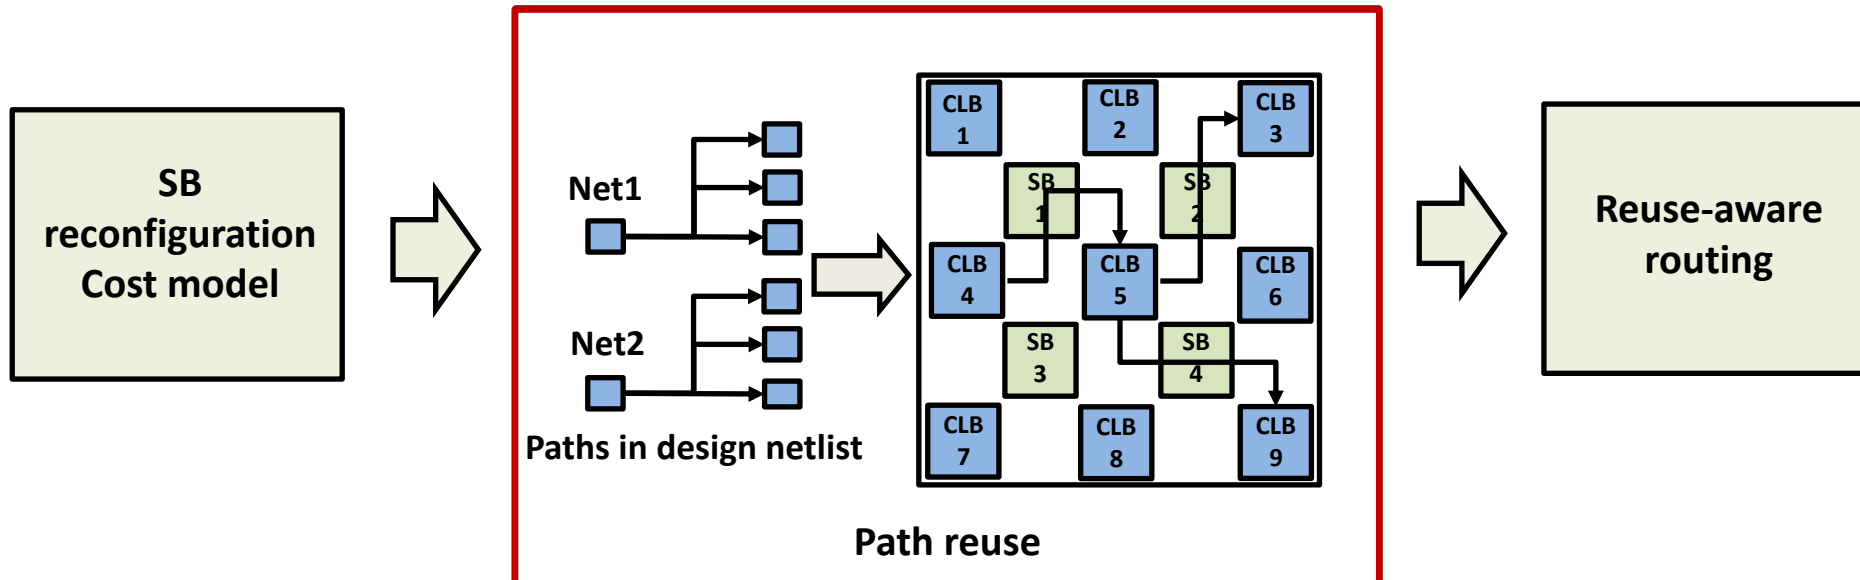 SB
reconfiguration
Cost model
Net1
Net2
Paths in design netlist
CLB
1
CLB
2
CLB
3
SB
1
SB
2
CLB
4
CLB
5
CLB
6
SB
3
SB
4
CLB
7
CLB
8
CLB
9
Path reuse
Reuse-aware
routing